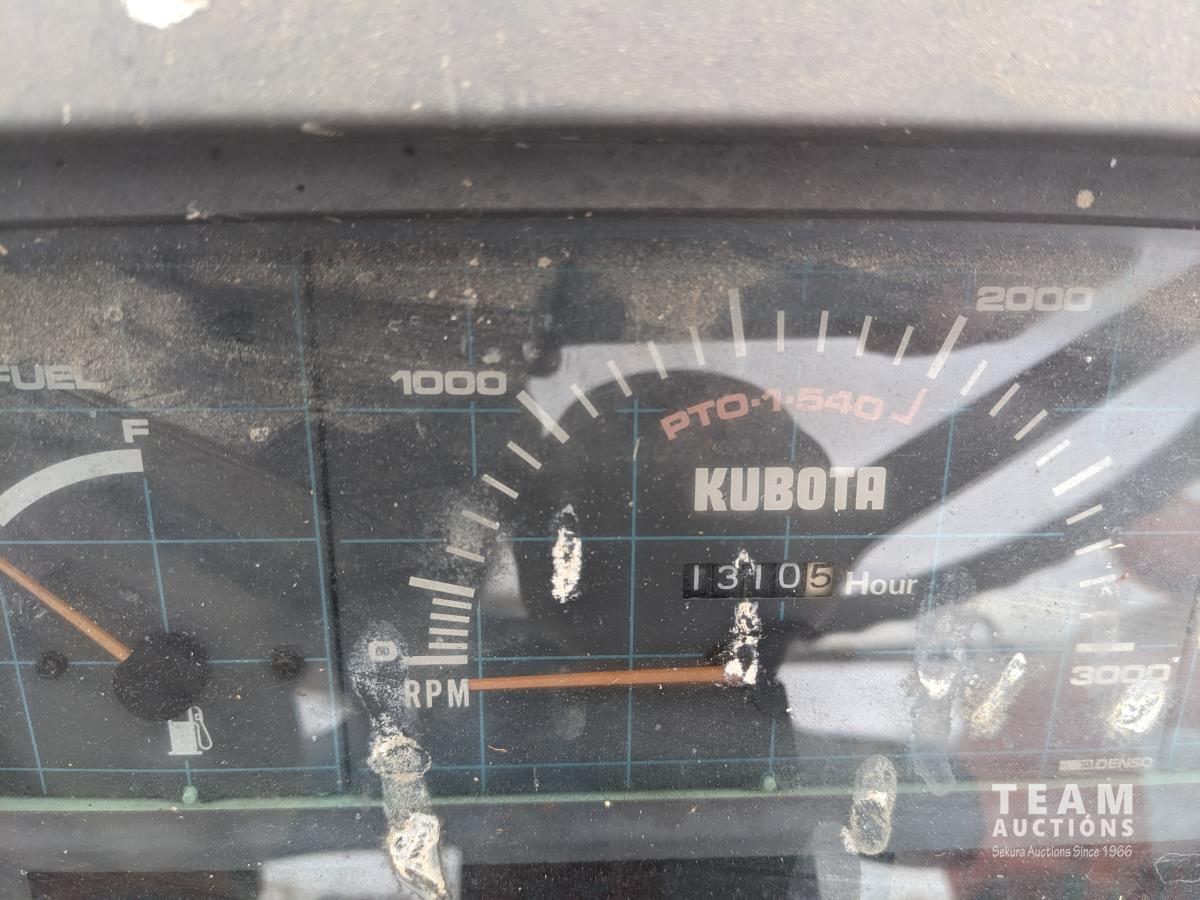 2000
1000
FUEL
F
PTO-1-540
KUBOTA
13105 Hour
0
RPM
3000
DENSO
TEAM
AUCTIONS
Sekura Auctions Since 1966